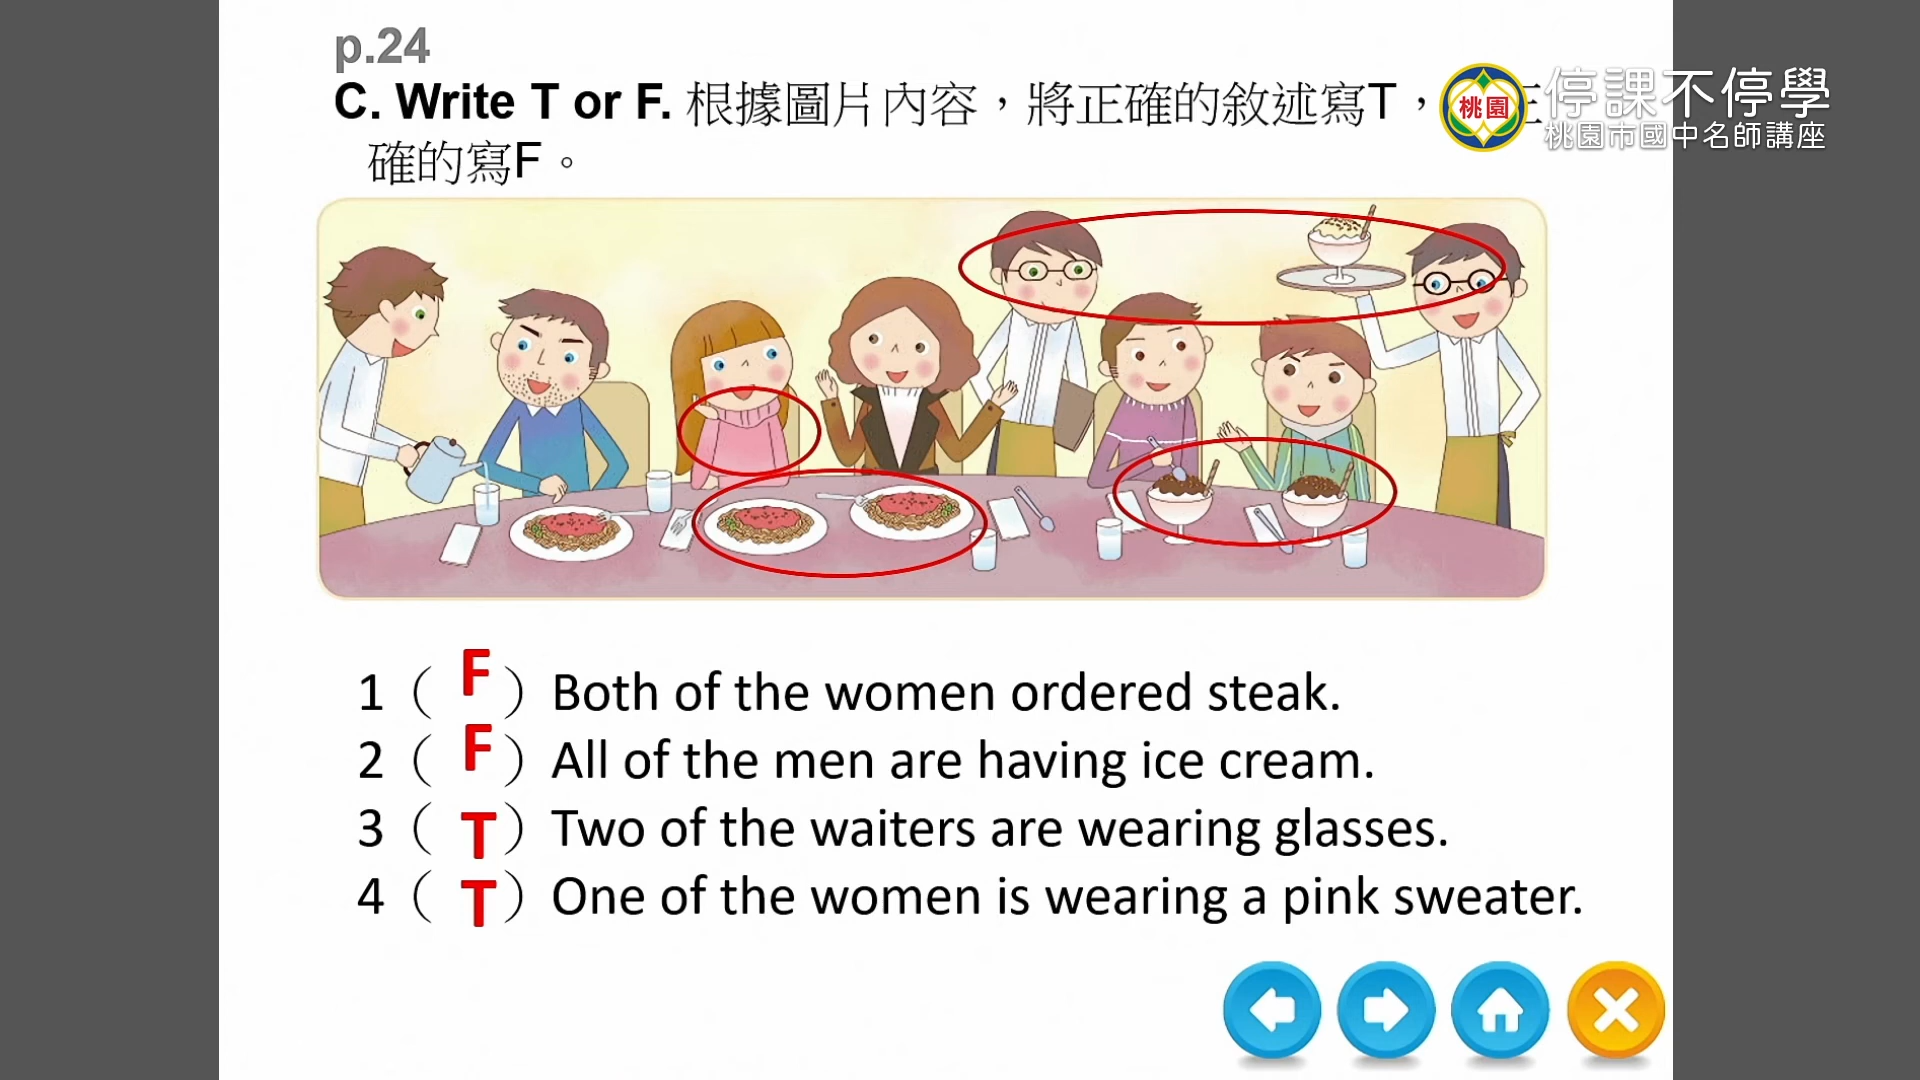 p.24
C. Write T or F. 根據圖片內容，將正確的敘述寫T，
確的寫F。
桃園
停課不停學
桃園市國中名師講座
1（ F ）Both of the women ordered steak.
2（ F ）All of the men are having ice cream.
3（ T ）Two of the waiters are wearing glasses.
4（ T ）One of the women is wearing a pink sweater.